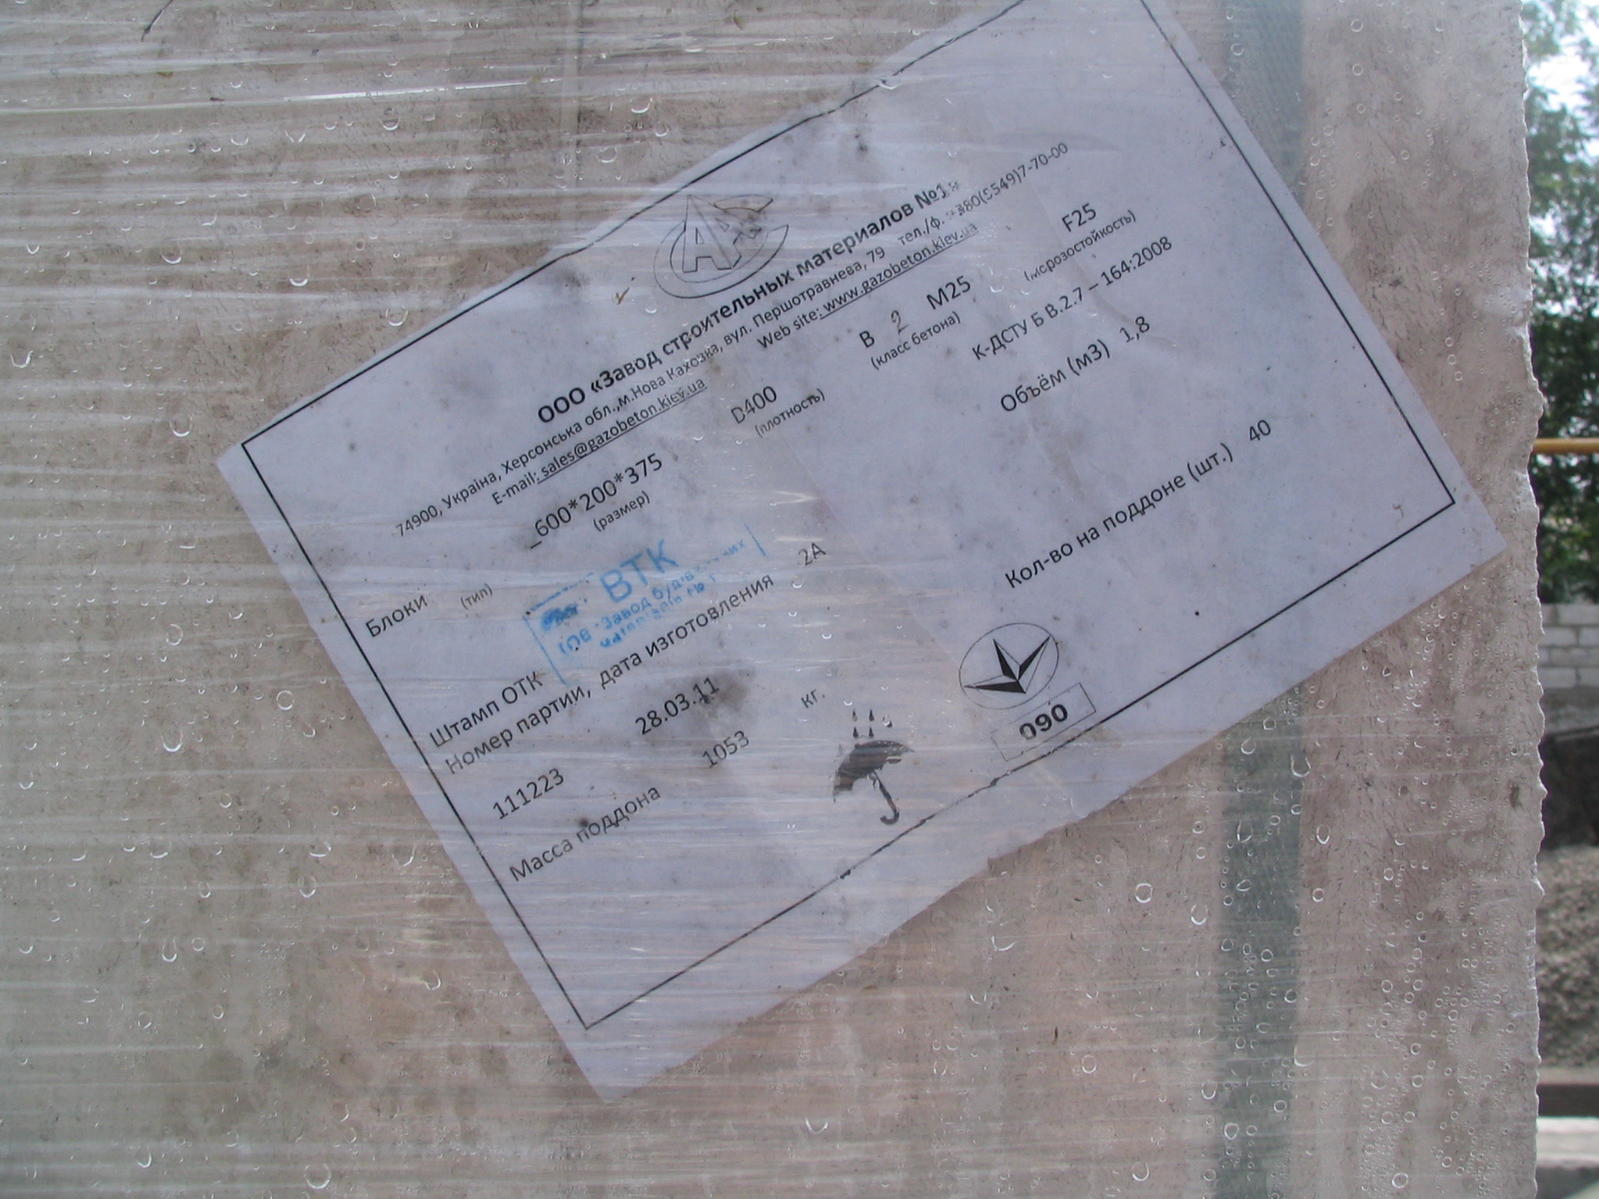 ООО «Завод строительных материалов №1»
74900, Україна, Херсонська обл.,м.Нова Каховка, вул. Першотравнева, 79 тел./ф. +380(5549)7-70-00
E-mail: sales@gazobeton.kiev.ua Web site: www.gazobeton.kiev.ua
Блоки _600*200*375 D400 В 2 М25 F25
(тип) (размер) (плотность) (класс бетона) (морозостойкость)
К-ДСТУ Б В.2.7 – 164:2008
ВТК
Завод
Штамп ОТК Объём (м3) 1,8
Номер партии, дата изготовления 2А
111223 28.03.11 Кол-во на поддоне (шт.) 40
Масса поддона 1053 кг.
090